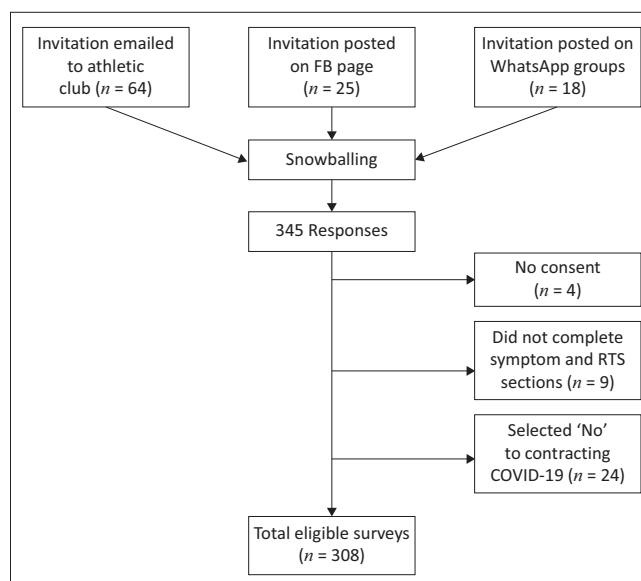 Invitation emailed
to athletic
club (n = 64)
Invitation posted
on FB page
(n = 25)
Invitation posted on
WhatsApp groups
(n = 18)
Snowballing
345 Responses
No consent
(n = 4)
Did not complete
symptom and RTS
sections (n = 9)
Selected ‘No’
to contracting
COVID-19 (n = 24)
Total eligible surveys
(n = 308)